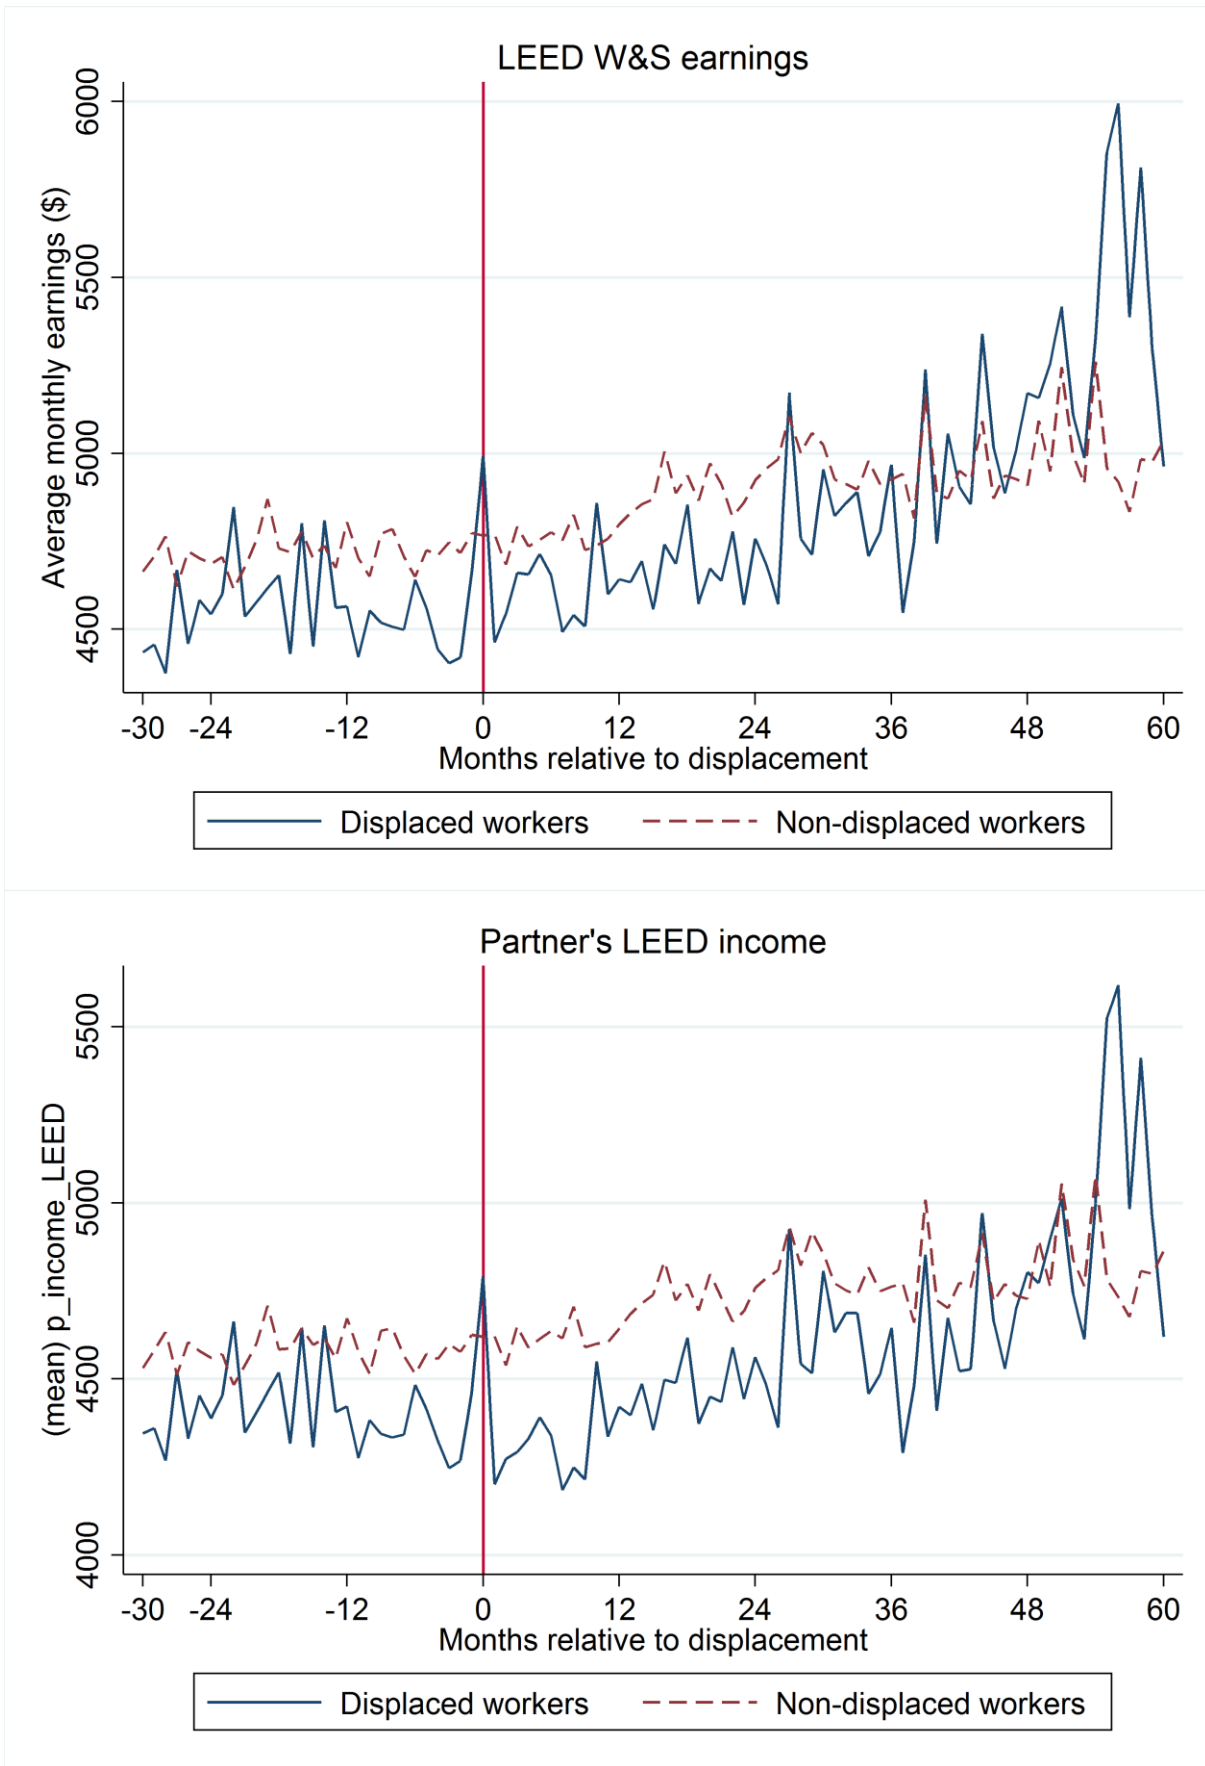 LEED W&S earnings
Average monthly earnings ($)
6000
5500
5000
4500
-30 -24 -12 0 12 24 36 48 60
Months relative to displacement
Displaced workers Non-displaced workers
Partner's LEED income
(mean) p_income_LEED
5500
5000
4500
4000
-30 -24 -12 0 12 24 36 48 60
Months relative to displacement
Displaced workers Non-displaced workers